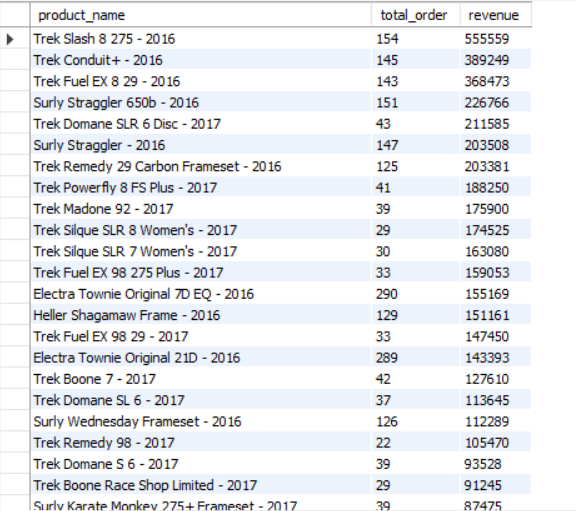 product_name total_order revenue
Trek Slash 8 275 - 2016 154 555559
Trek Conduit+ - 2016 145 389249
Trek Fuel EX 8 29 - 2016 143 368473
Surly Straggler 650b - 2016 151 226766
Trek Domane SLR 6 Disc - 2017 43 211585
Surly Straggler - 2016 147 203508
Trek Remedy 29 Carbon Frameset - 2016 125 203381
Trek Powerfly 8 FS Plus - 2017 41 188250
Trek Madone 92 - 2017 39 175900
Trek Silque SLR 8 Women's - 2017 29 174525
Trek Silque SLR 7 Women's - 2017 30 163080
Trek Fuel EX 98 275 Plus - 2017 33 159053
Electra Townie Original 7D EQ - 2016 290 155169
Heller Shagamaw Frame - 2016 129 151161
Trek Fuel EX 98 29 - 2017 33 147450
Electra Townie Original 21D - 2016 289 143393
Trek Boone 7 - 2017 42 127610
Trek Domane SL 6 - 2017 37 113645
Surly Wednesday Frameset - 2016 126 112289
Trek Remedy 98 - 2017 22 105470
Trek Domane S 6 - 2017 39 93528
Trek Boone Race Shop Limited - 2017 29 91245
Surly Karate Monkey 275+ Frameset - 2017 39 87475